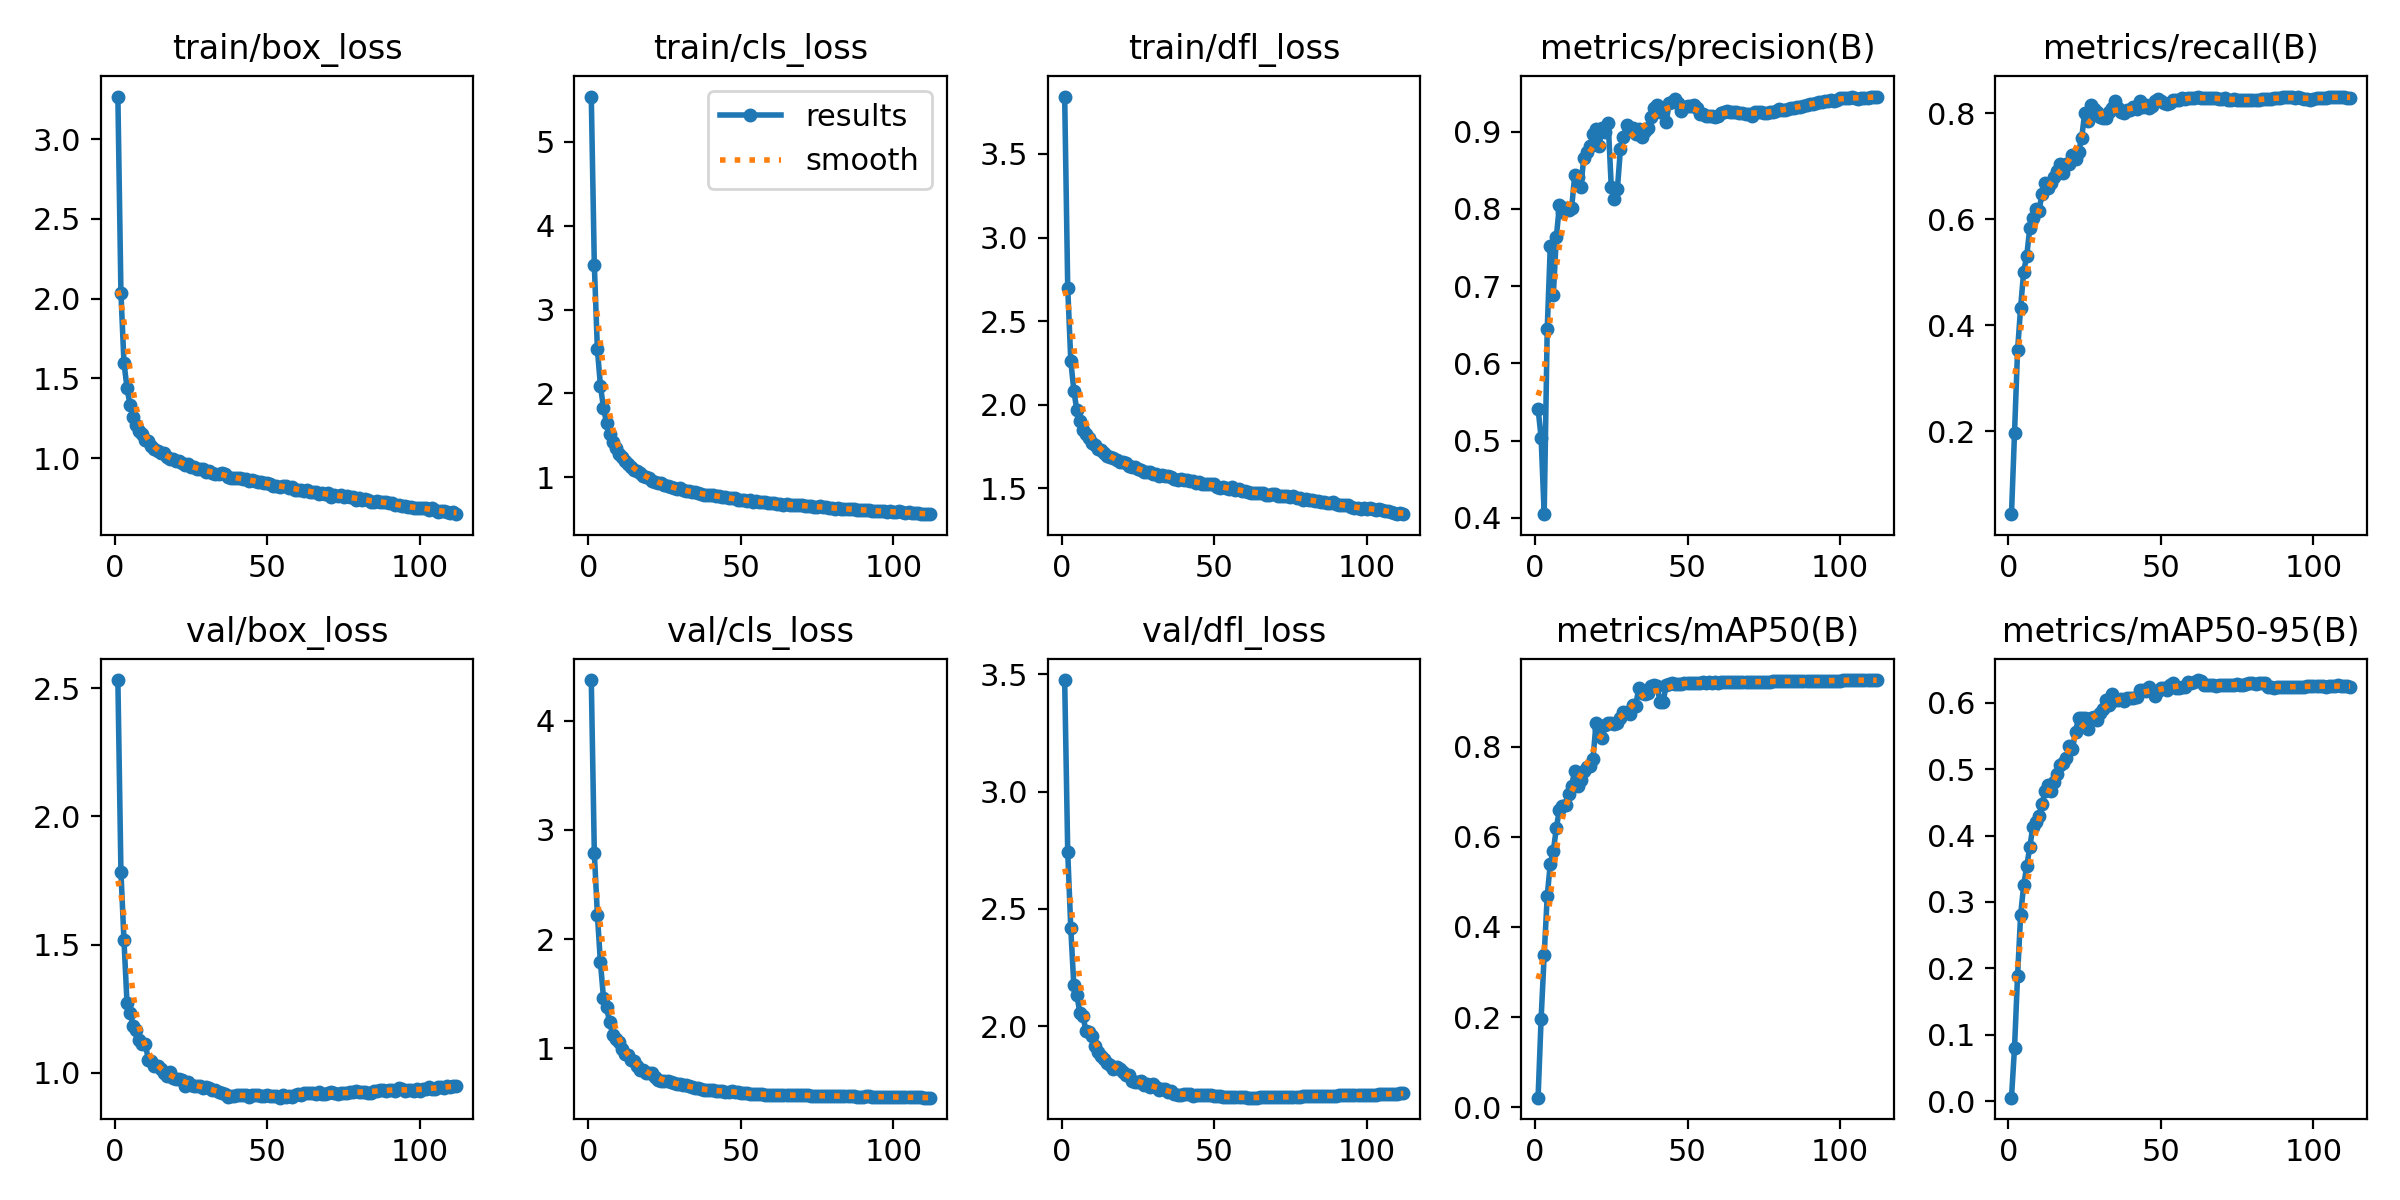 train/box_loss
3.0
2.5
2.0
1.5
1.0
0 50 100
train/cls_loss
results
smooth
5
4
3
2
1
0 50 100
train/dfl_loss
3.5
3.0
2.5
2.0
1.5
0 50 100
metrics/precision(B)
0.9
0.8
0.7
0.6
0.5
0.4
0 50 100
metrics/recall(B)
0.8
0.6
0.4
0.2
0 50 100
val/box_loss
2.5
2.0
1.5
1.0
0 50 100
val/cls_loss
4
3
2
1
0 50 100
val/dfl_loss
3.5
3.0
2.5
2.0
0 50 100
metrics/mAP50(B)
0.8
0.6
0.4
0.2
0.0
0 50 100
metrics/mAP50-95(B)
0.6
0.5
0.4
0.3
0.2
0.1
0.0
0 50 100